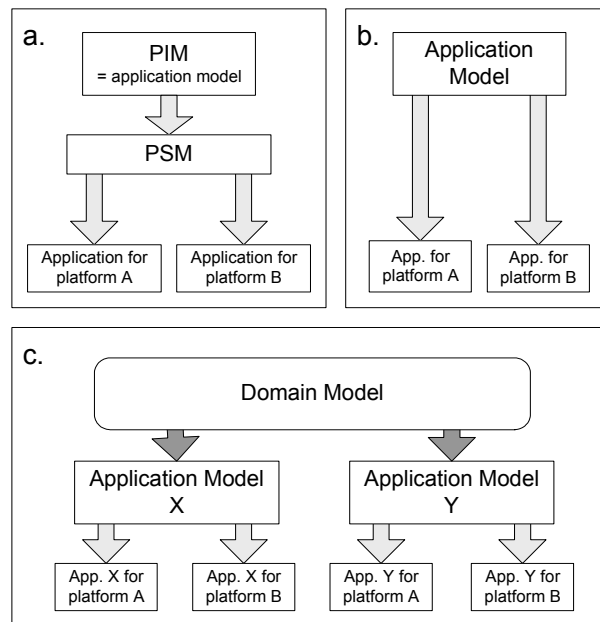 a.
PIM
= application model
PSM
Application for
platform A
Application for
platform B
b.
Application
Model
App. for
platform A
App. for
platform B
c.
Domain Model
Application Model
X
Application Model
Y
App. X for
platform A
App. X for
platform B
App. Y for
platform A
App. Y for
platform B